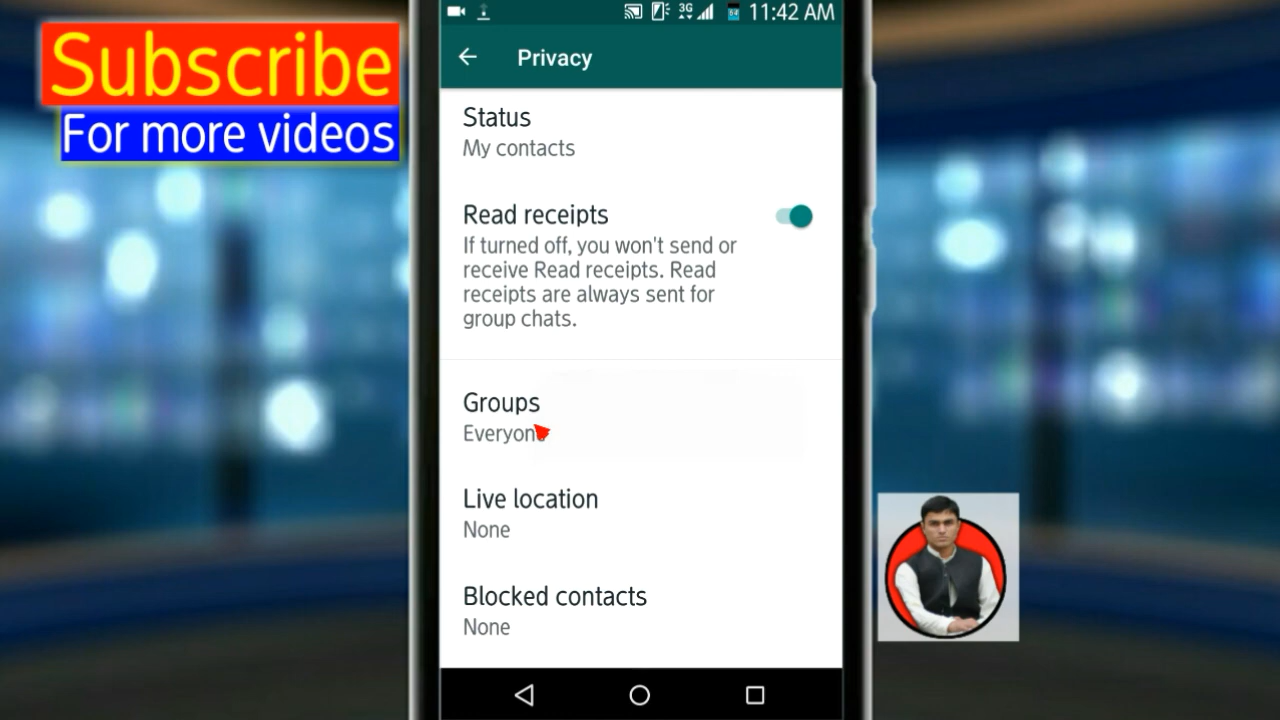 Subscribe
For more videos
3G
11:42 AM
Privacy
Status
My contacts
Read receipts
If turned off, you won't send or
receive Read receipts. Read
receipts are always sent for
group chats.
Groups
Everyone
Live location
None
Blocked contacts
None